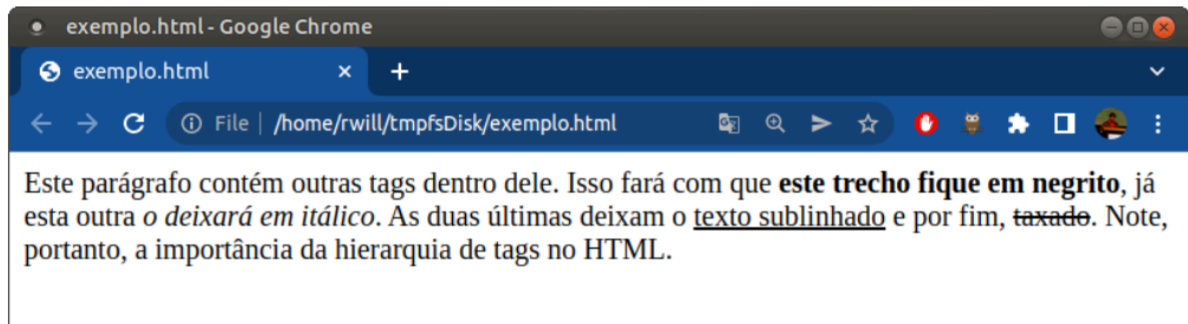 exemplo.html - Google Chrome
exemplo.html
File | /home/rwill/tmpfsDisk/exemplo.html
Este parágrafo contém outras tags dentro dele. Isso fará com que este trecho fique em negrito, já
esta outra o deixará em itálico. As duas últimas deixam o texto sublinhado e por fim, taxado. Note,
portanto, a importância da hierarquia de tags no HTML.